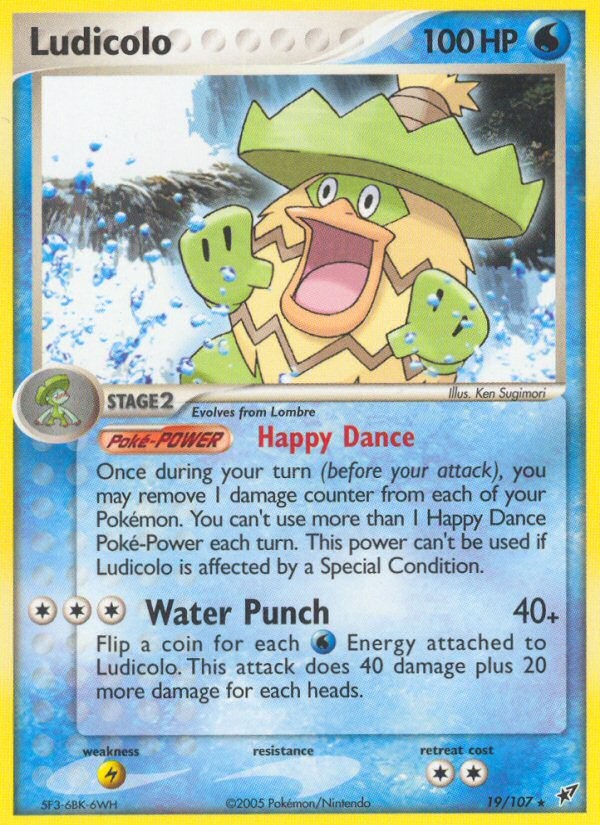 Ludicolo 100 HP
Illus. Ken Sugimori
STAGE 2
Evolves from Lombre
Poké-POWER Happy Dance
Once during your turn (before your attack), you
may remove 1 damage counter from each of your
Pokémon. You can't use more than 1 Happy Dance
Poké-Power each turn. This power can't be used if
Ludicolo is affected by a Special Condition.
Water Punch 40+
Flip a coin for each Energy attached to
Ludicolo. This attack does 40 damage plus 20
more damage for each heads.
weakness resistance retreat cost
5F3-6BK-6WH ©2005 Pokémon/Nintendo 19/107 ★